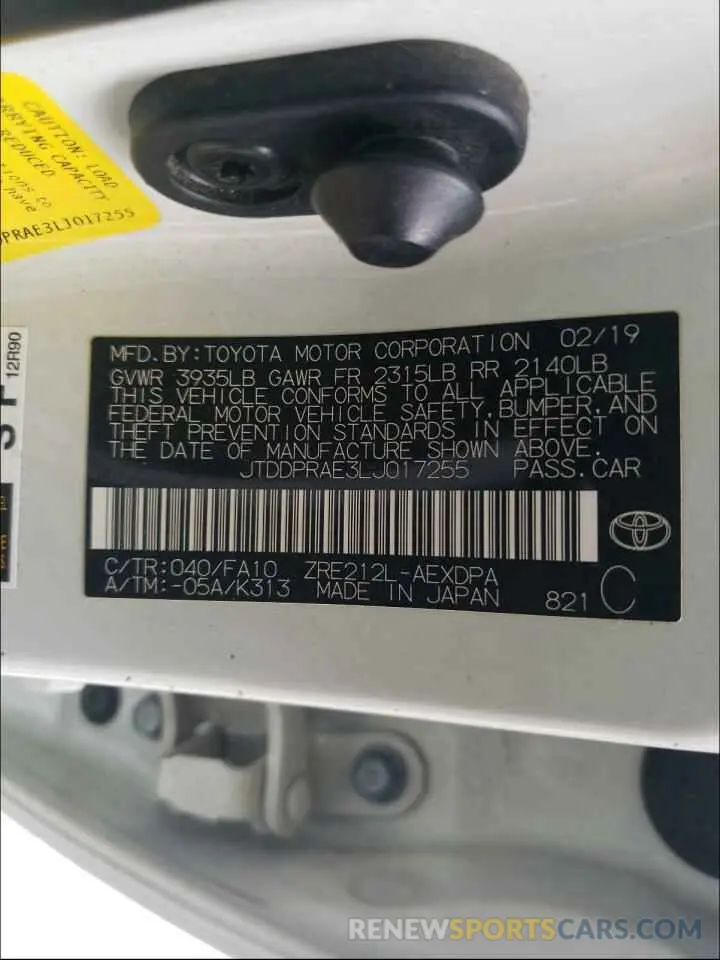 CAUTION: LOAD
CARRYING CAPACITY
REDUCED
to
have
PRAE3LJ017255
12R90
MFD. BY: TOYOTA MOTOR CORPORATION 02/19
GVWR 3935LB GAWR FR 2315LB RR 2140LB
THIS VEHICLE CONFORMS TO ALL APPLICABLE
FEDERAL MOTOR VEHICLE SAFETY, BUMPER, AND
THEFT PREVENTION STANDARDS IN EFFECT ON
THE DATE OF MANUFACTURE SHOWN ABOVE.
JTDDPRAE3LJ017255 PASS.CAR
C/TR: 040/FA10 ZRE212L-AEXDPA
A/TM: -05A/K313 MADE IN JAPAN 821 C
RENEWSPORTSCARS.COM